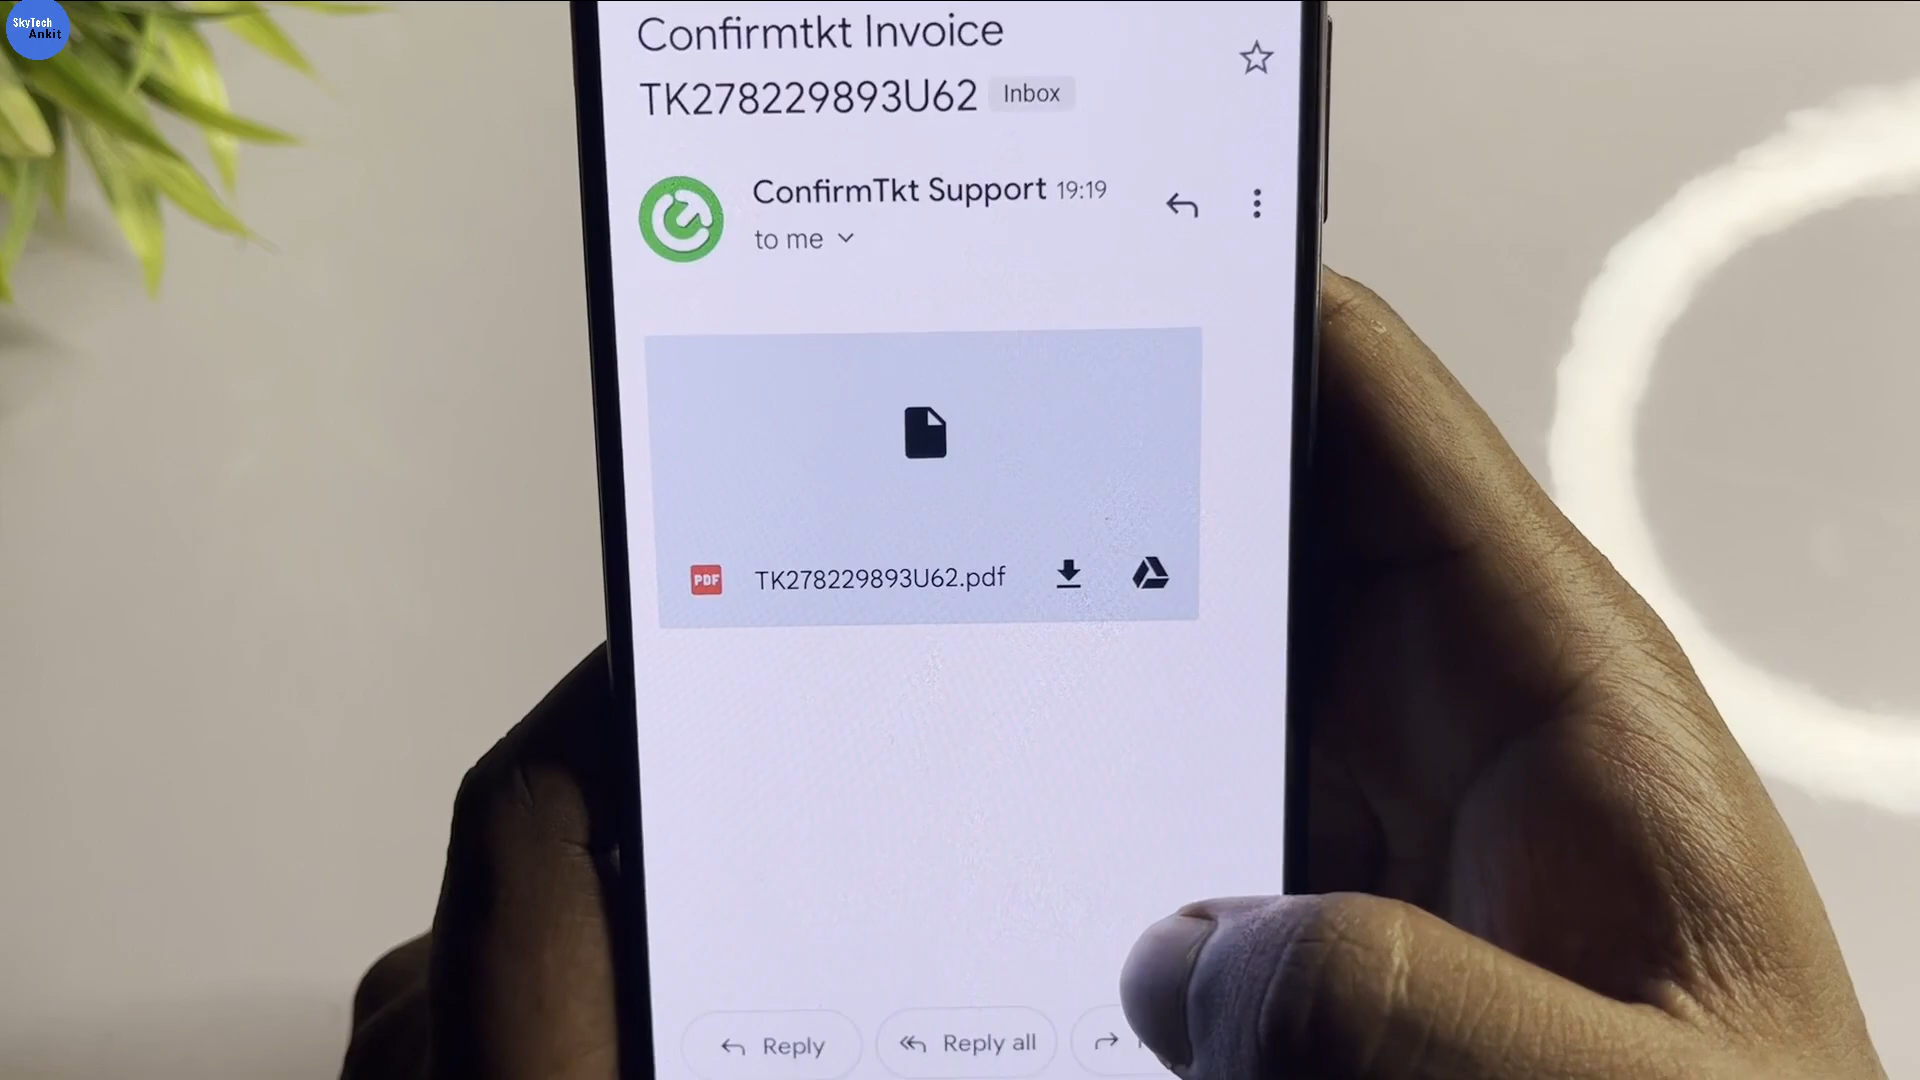 SkyTech
Ankit
Confirmtkt Invoice
TK278229893U62 Inbox
ConfirmTkt Support 19:19
to me
PDF TK278229893U62.pdf
Reply
Reply all